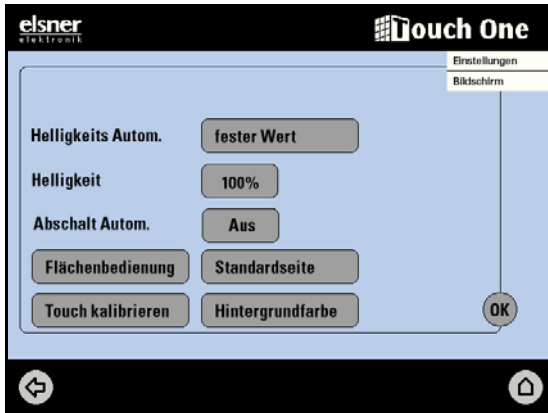 elsner
elektronik
Touch One
Einstellungen
Bildschirm
Helligkeits Autom.
fester Wert
Helligkeit
100%
Abschalt Autom.
Aus
Flächenbedienung
Standardseite
Touch kalibrieren
Hintergrundfarbe
OK